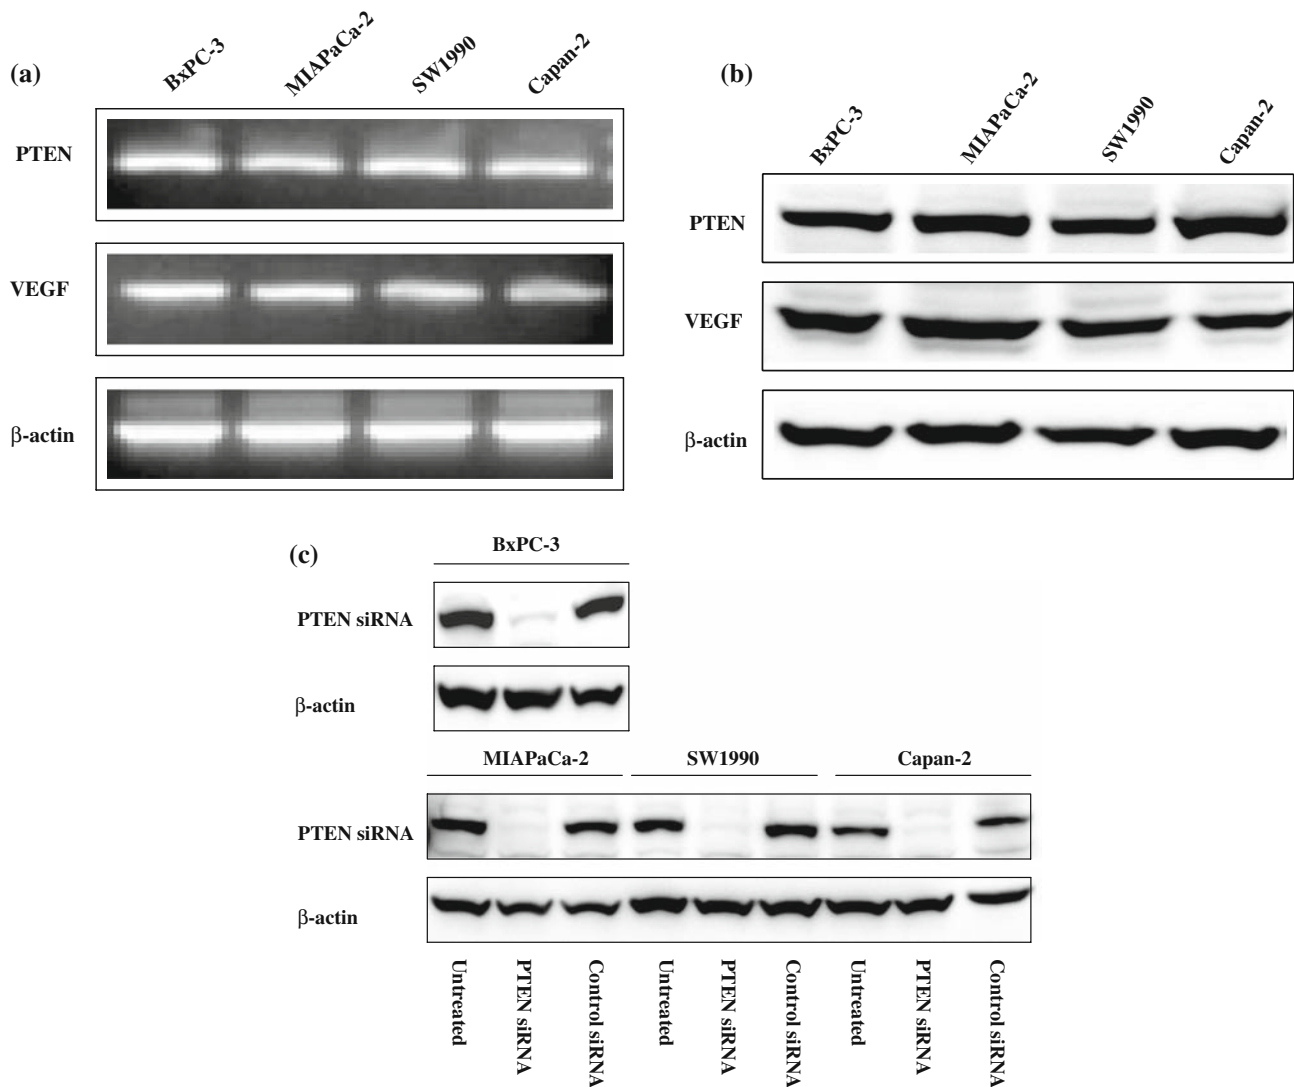 (a)
BxPC-3
MIAPaCa-2
SW1990
Capan-2
PTEN
VEGF
β-actin
(b)
BxPC-3
MIAPaCa-2
SW1990
Capan-2
PTEN
VEGF
β-actin
(c)
BxPC-3
PTEN siRNA
β-actin
MIAPaCa-2
SW1990
Capan-2
PTEN siRNA
β-actin
Untreated
PTEN siRNA
Control siRNA
Untreated
PTEN siRNA
Control siRNA
Untreated
PTEN siRNA
Control siRNA